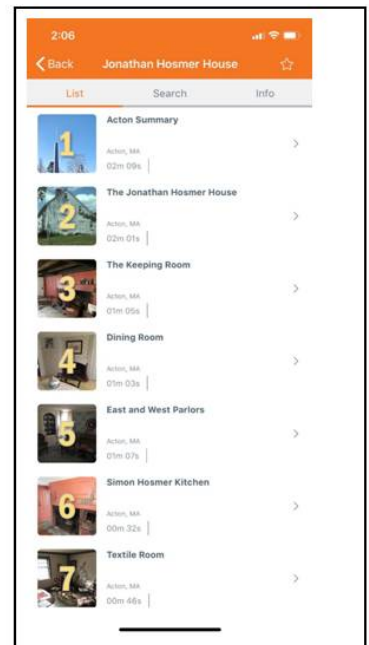 2:06
Back Jonathan Hosmer House
List Search Info
1
Acton Summary
Acton, MA
02m 09s
2
The Jonathan Hosmer House
Acton, MA
02m 01s
3
The Keeping Room
Acton, MA
01m 05s
4
Dining Room
Acton, MA
01m 03s
5
East and West Parlors
Acton, MA
01m 07s
6
Simon Hosmer Kitchen
Acton, MA
00m 32s
7
Textile Room
Acton, MA
00m 46s